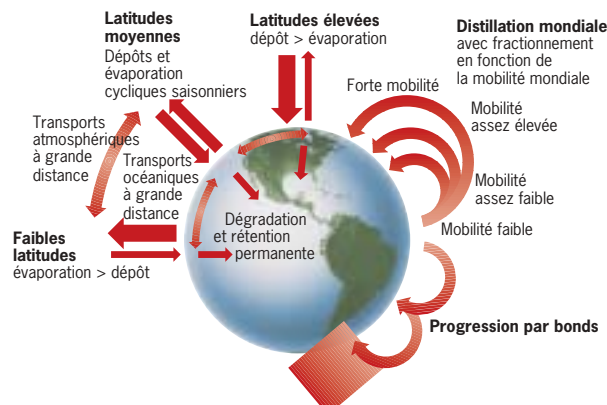 Latitudes
moyennes
Dépôts et
évaporation
cycliques saisonniers
Latitudes élevées
dépôt > évaporation
Distillation mondiale
avec fractionnement
en fonction de
la mobilité mondiale
Forte mobilité
Mobilité
assez élevée
Mobilité
assez faible
Mobilité faible
Transports
atmosphériques
à grande
distance
Transports
océaniques
à grande
distance
Dégradation
et rétention
permanente
Faibles
latitudes
évaporation > dépôt
Progression par bonds